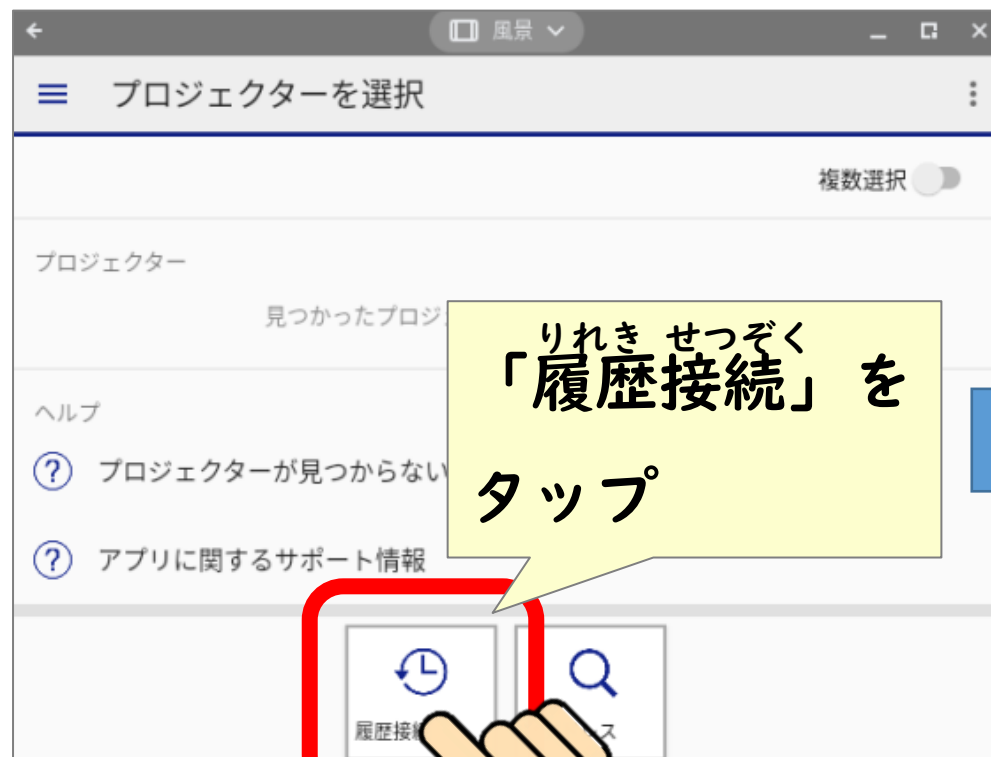 風景
プロジェクターを選択
複数選択
プロジェクター
見つかったプロジ
りれき せつぞく
「履歴接続」を
タップ
ヘルプ
プロジェクターが見つからない
アプリに関するサポート情報
履歴接
ス